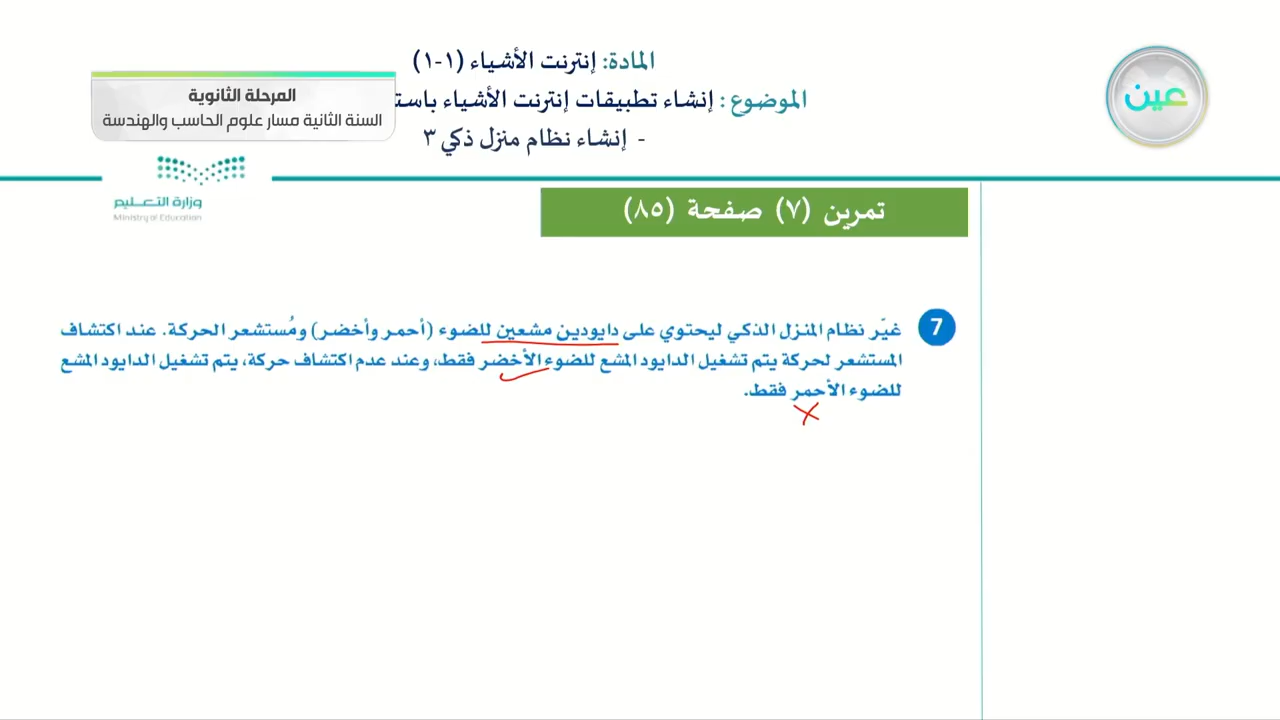 المادة: إنترنت الأشياء (١-١)
الموضوع : إنشاء تطبيقات إنترنت الأشياء
- إنشاء نظام منزل ذكي ٣
المرحلة الثانوية
السنة الثانية مسار علوم الحاسب والهندسة
عين
وزارة التعليم
Ministry of Education
تمرين (٧) صفحة (٨٥)
7 غيّر نظام المنزل الذكي ليحتوي على دايودين مشعين للضوء (أحمر وأخضر) ومُستشعر الحركة. عند اكتشاف
المستشعر لحركة يتم تشغيل الدايود المشع للضوء الأخضر فقط، وعند عدم اكتشاف حركة، يتم تشغيل الدايود المشع
للضوء الأحمر فقط.